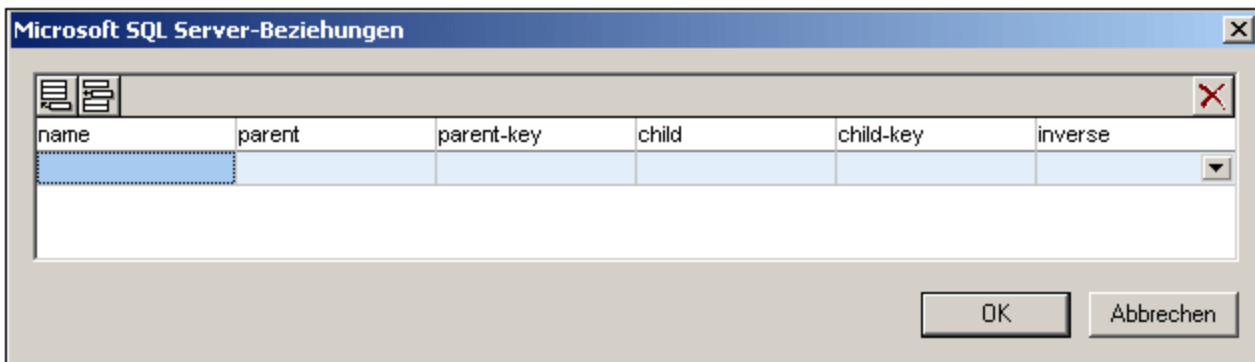 Microsoft SQL Server-Beziehungen
name parent parent-key child child-key inverse
OK Abbrechen